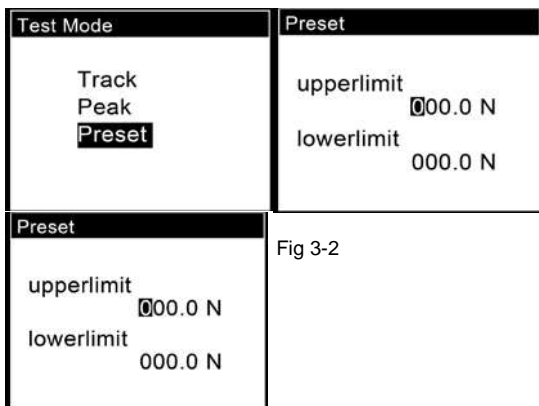 Test Mode
Track
Peak
Preset
Preset
upperlimit
000.0 N
lowerlimit
000.0 N
Preset
upperlimit
000.0 N
lowerlimit
000.0 N
Fig 3-2